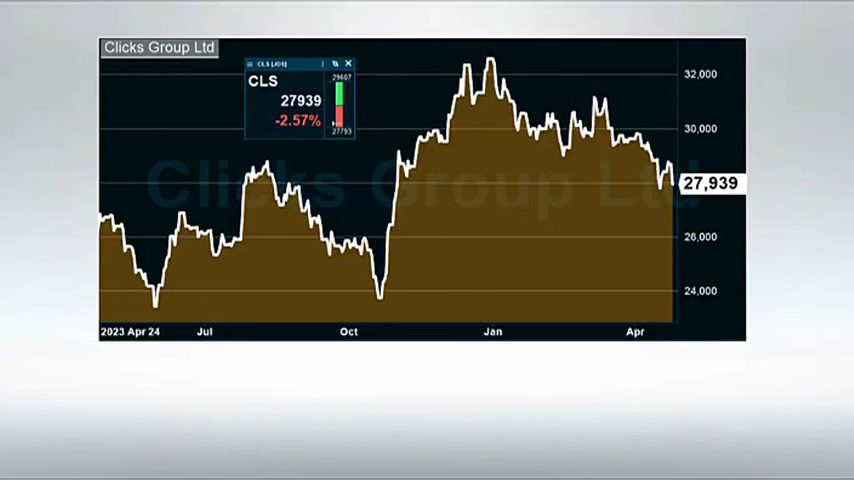 Clicks Group Ltd
CLS [JOS]
CLS
29607
27939
-2.57%
27793
Clicks Group Ltd
32,000
30,000
27,939
26,000
24,000
2023 Apr 24 Jul Oct Jan Apr